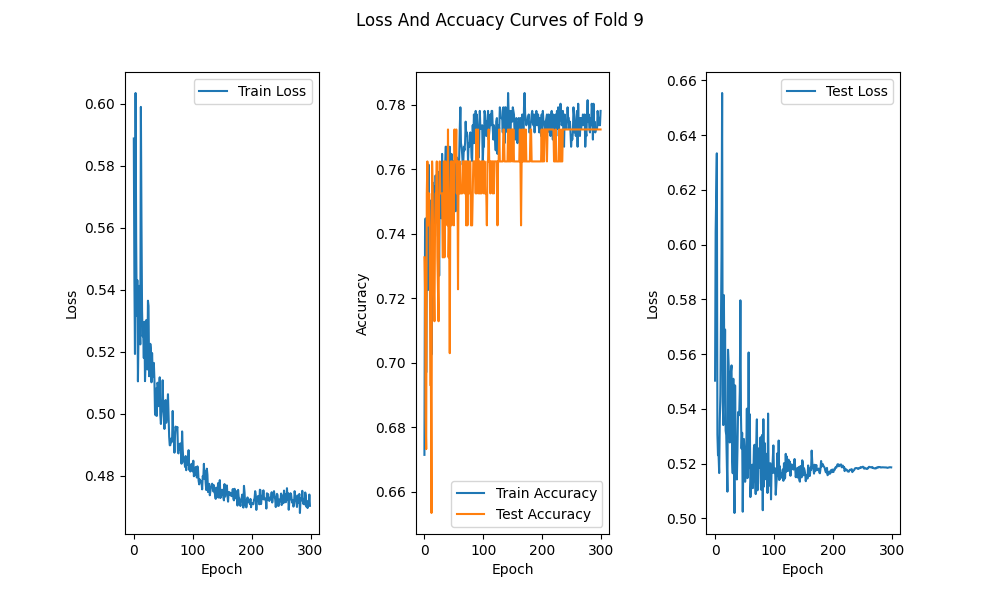 Loss And Accuacy Curves of Fold 9
Train Loss
0.60
0.58
0.56
0.54
0.52
0.50
0.48
Loss
0 100 200 300
Epoch
0.78
0.76
0.74
0.72
0.70
0.68
0.66
Accuracy
Train Accuracy
Test Accuracy
0 100 200 300
Epoch
Test Loss
0.66
0.64
0.62
0.60
0.58
0.56
0.54
0.52
0.50
Loss
0 100 200 300
Epoch